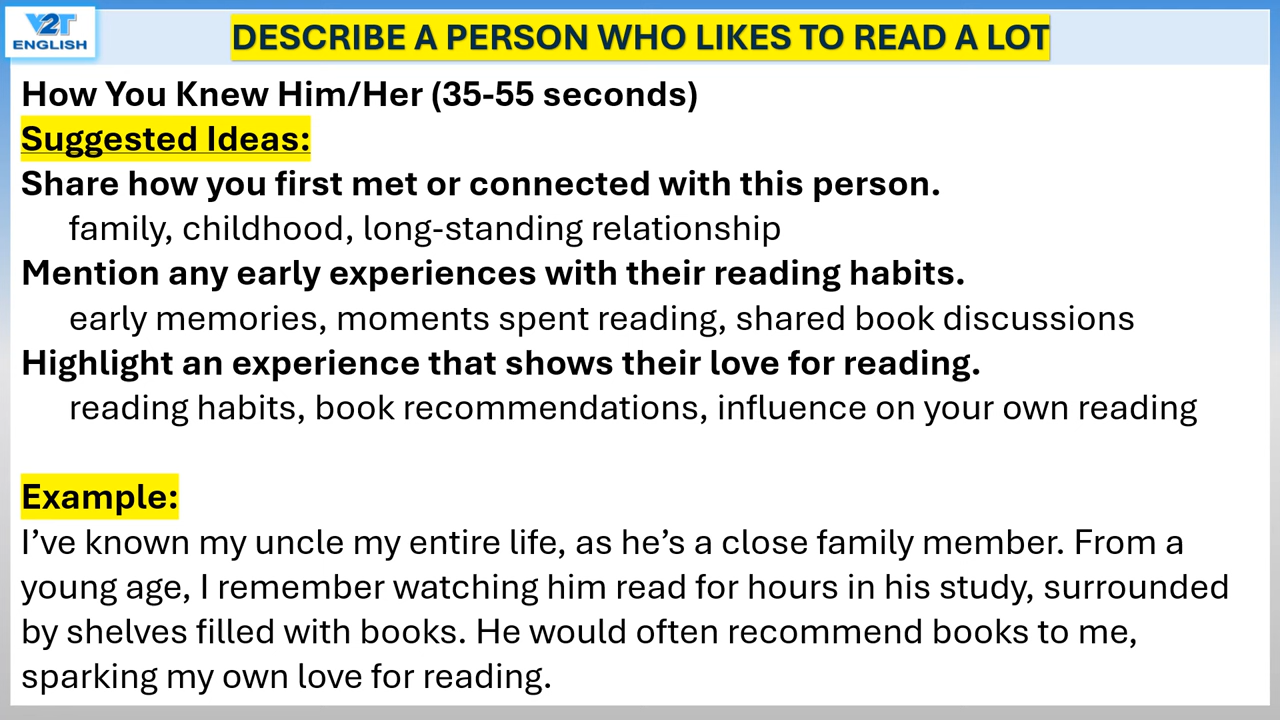 Y2T
ENGLISH
DESCRIBE A PERSON WHO LIKES TO READ A LOT
How You Knew Him/Her (35-55 seconds)
Suggested Ideas:
Share how you first met or connected with this person.
family, childhood, long-standing relationship
Mention any early experiences with their reading habits.
early memories, moments spent reading, shared book discussions
Highlight an experience that shows their love for reading.
reading habits, book recommendations, influence on your own reading
Example:
I’ve known my uncle my entire life, as he’s a close family member. From a
young age, I remember watching him read for hours in his study, surrounded
by shelves filled with books. He would often recommend books to me,
sparking my own love for reading.